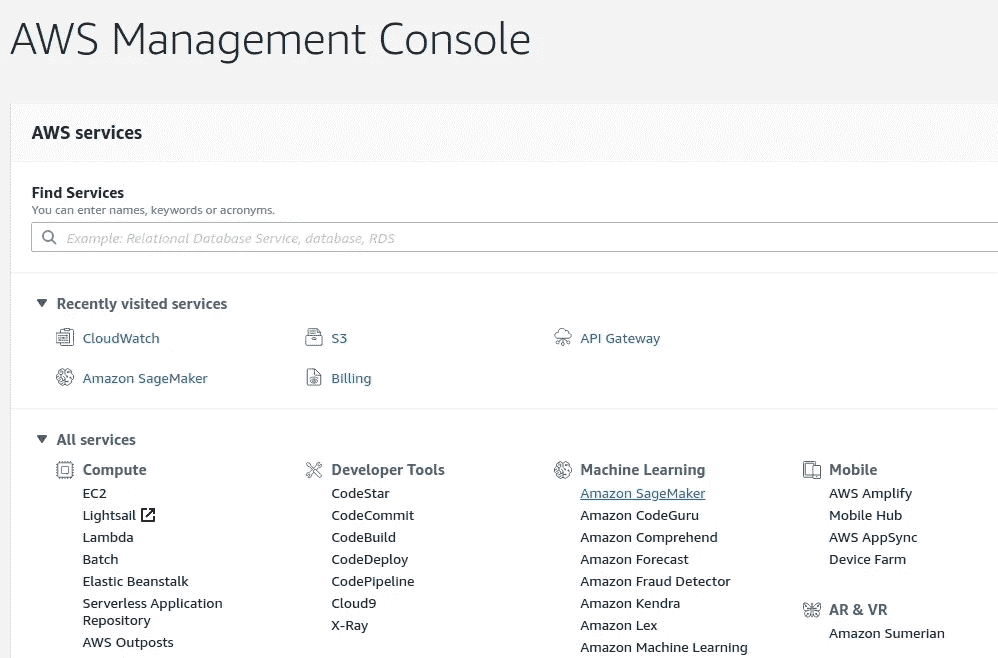 AWS Management Console
AWS services
Find Services
You can enter names, keywords or acronyms.
Example: Relational Database Service, database, RDS
Recently visited services
CloudWatch
S3
API Gateway
Amazon SageMaker
Billing
All services
Compute
EC2
Lightsail
Lambda
Batch
Elastic Beanstalk
Serverless Application
Repository
AWS Outposts
Developer Tools
CodeStar
CodeCommit
CodeBuild
CodeDeploy
CodePipeline
Cloud9
X-Ray
Machine Learning
Amazon SageMaker
Amazon CodeGuru
Amazon Comprehend
Amazon Forecast
Amazon Fraud Detector
Amazon Kendra
Amazon Lex
Amazon Machine Learning
Mobile
AWS Amplify
Mobile Hub
AWS AppSync
Device Farm
AR & VR
Amazon Sumerian